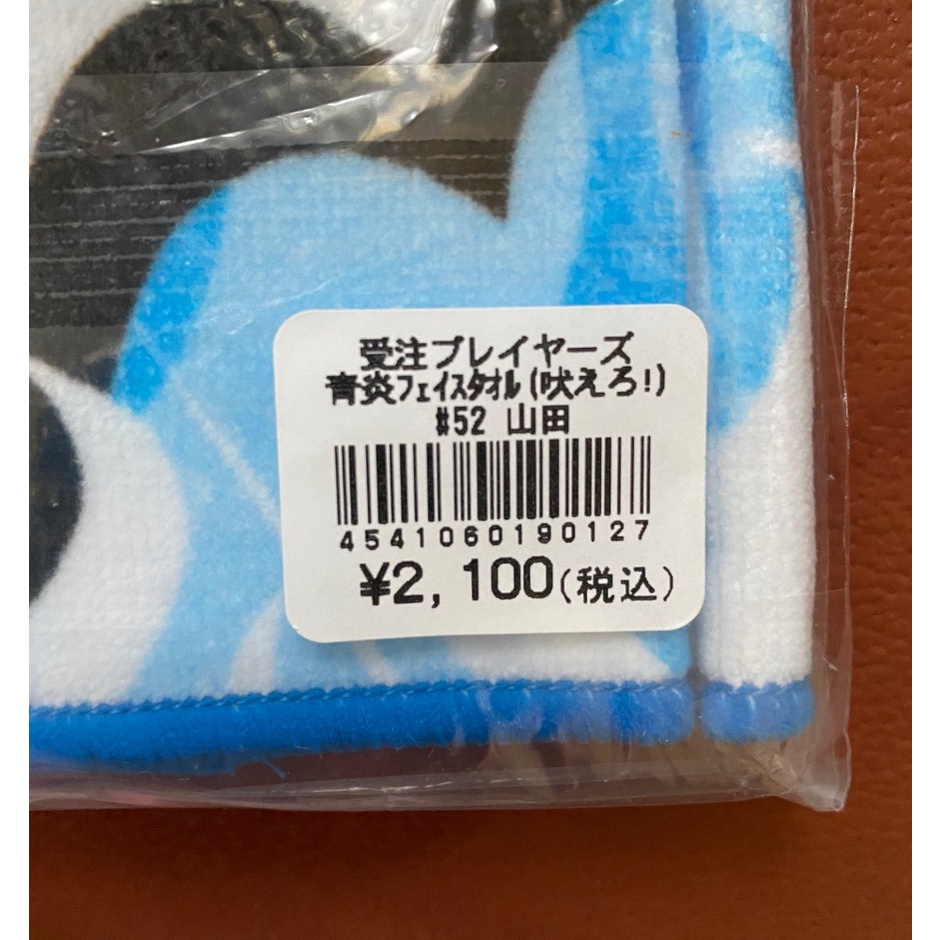 受注プレイヤーズ
青炎フェイスタオル(吠えろ!)
#52 山田
4541060190127
¥2,100(税込)